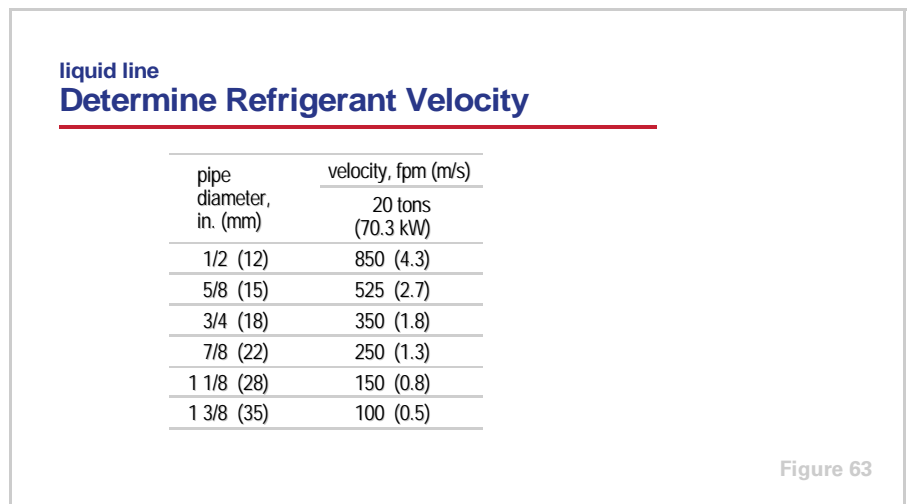 liquid line
Determine Refrigerant Velocity
pipe
diameter,
in. (mm)
velocity, fpm (m/s)
20 tons
(70.3 kW)
1/2 (12) 850 (4.3)
5/8 (15) 525 (2.7)
3/4 (18) 350 (1.8)
7/8 (22) 250 (1.3)
1 1/8 (28) 150 (0.8)
1 3/8 (35) 100 (0.5)
Figure 63